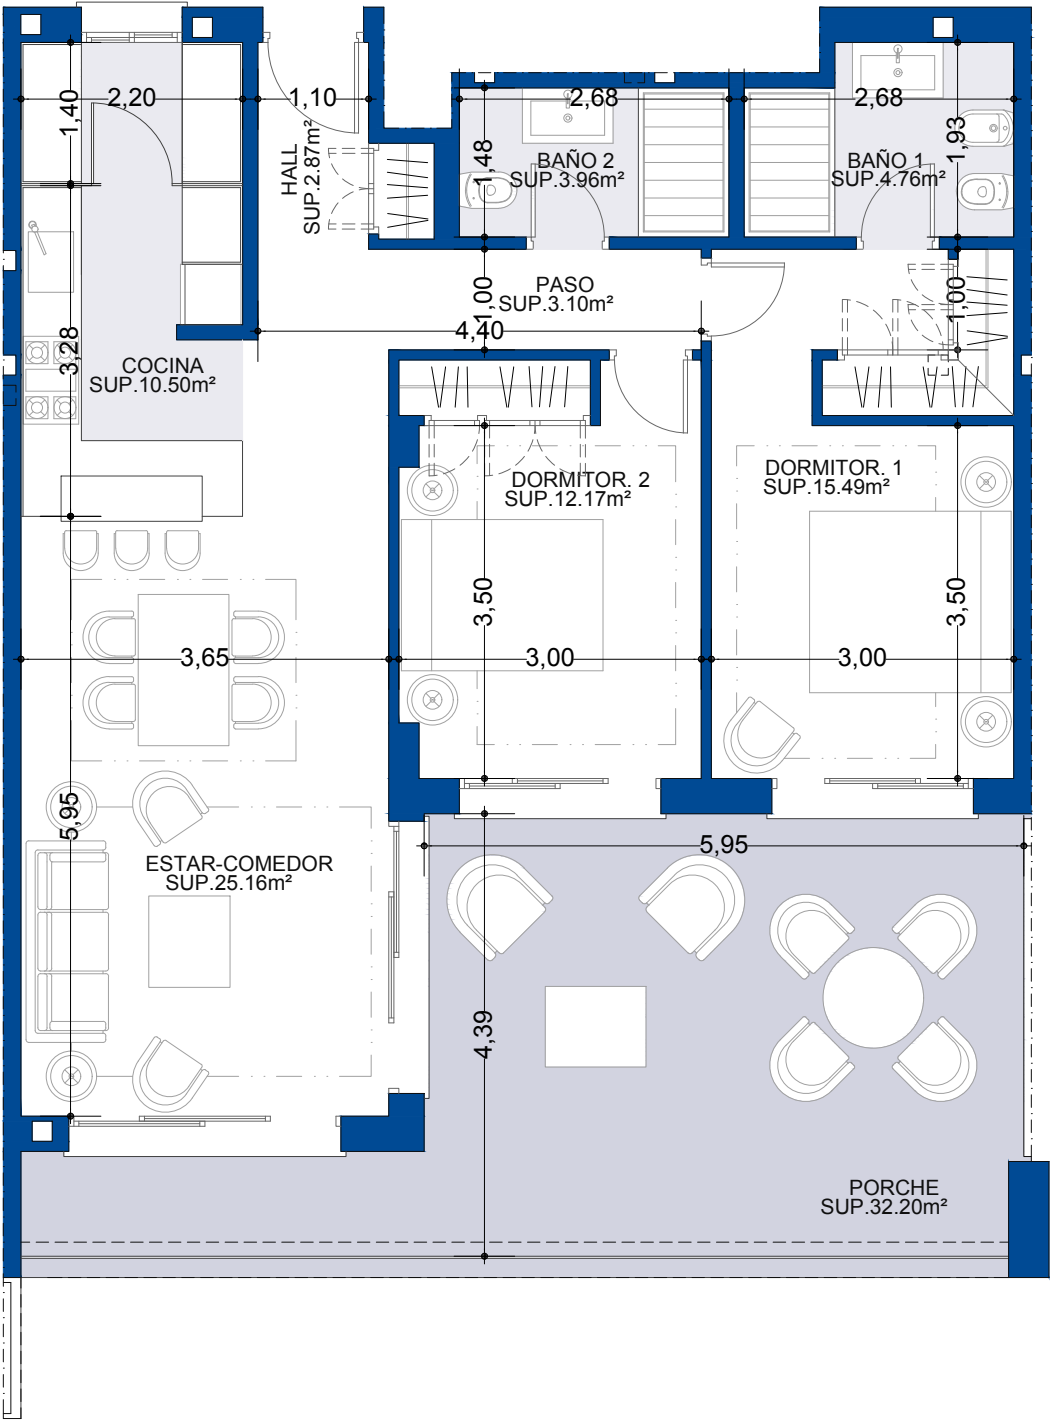 2,20
1,10
1,40
HALL
SUP.2.87m²
2,68
2,68
1,48
1,93
BAÑO 2
SUP.3.96m²
BAÑO 1
SUP.4.76m²
PASO
SUP.3.10m²
1,00
1,00
4,40
3,28
COCINA
SUP.10.50m²
DORMITOR. 2
SUP.12.17m²
DORMITOR. 1
SUP.15.49m²
3,50
3,50
3,65
3,00
3,00
5,95
5,95
ESTAR-COMEDOR
SUP.25.16m²
4,39
PORCHE
SUP.32.20m²